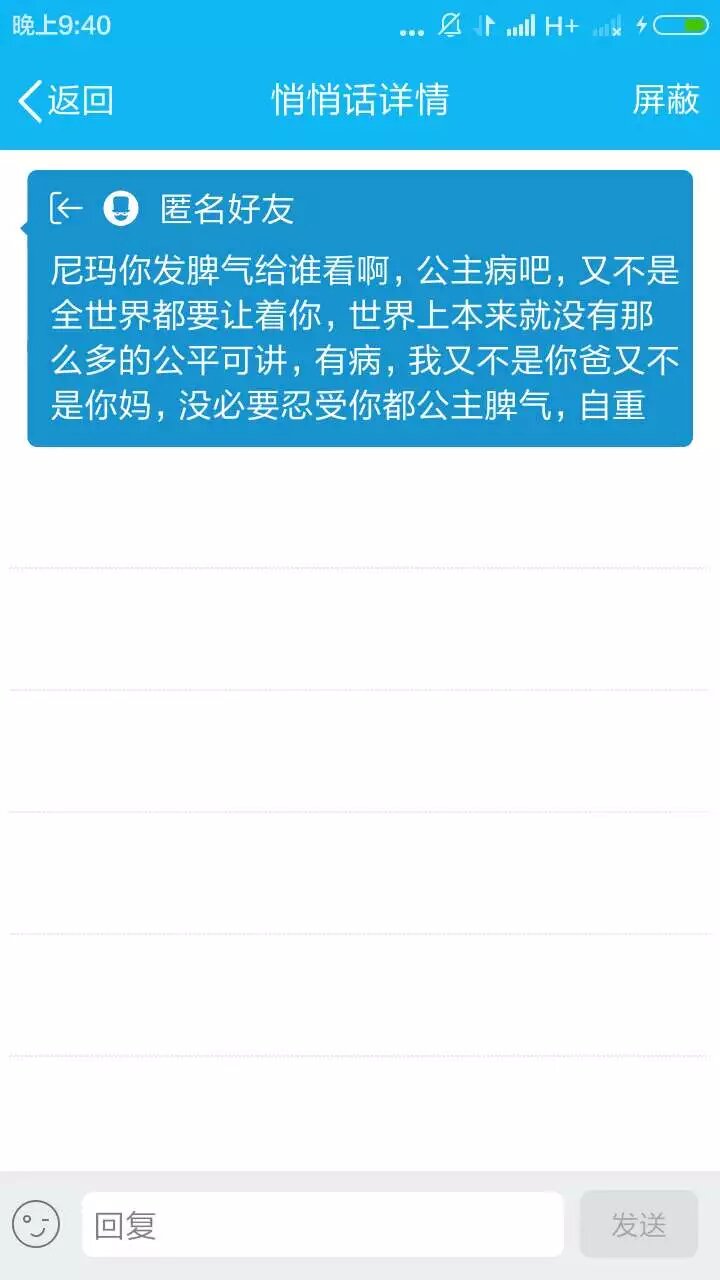 晚上9:40
H+
返回
悄悄话详情
屏蔽
匿名好友
尼玛你发脾气给谁看啊，公主病吧，又不是
全世界都要让着你，世界上本来就没有那
么多的公平可讲，有病，我又不是你爸又不
是你妈，没必要忍受你都公主脾气，自重
回复
发送